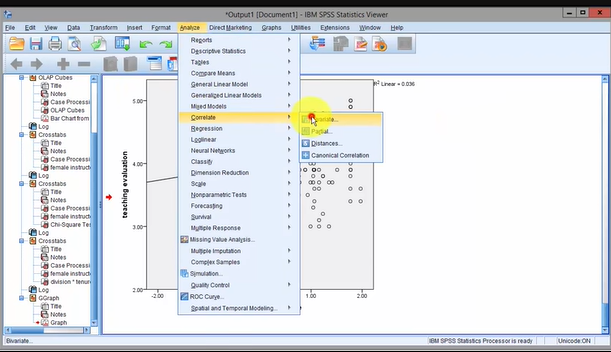 *Output1 [Document1] - IBM SPSS Statistics Viewer
File Edit View Data Transform Insert Format Analyze Direct Marketing Graphs Utilities Extensions Window Help
OLAP Cubes
Title
Notes
Case Processi
OLAP Cubes
Bar Chart from
Log
Crosstabs
Title
Notes
Case Processi
female instruc
Log
Crosstabs
Title
Notes
Case Processi
female instruc
Chi-Square Tes
Log
Crosstabs
Title
Notes
Case Processi
female instruc
division * tenure
Log
GGraph
Title
Notes
Graph
Reports
Descriptive Statistics
Tables
Compare Means
General Linear Model
Generalized Linear Models
Mixed Models
Correlate
Regression
Loglinear
Neural Networks
Classify
Dimension Reduction
Scale
Nonparametric Tests
Forecasting
Survival
Multiple Response
Missing Value Analysis...
Multiple Imputation
Complex Samples
Simulation...
Quality Control
ROC Curve...
Spatial and Temporal Modeling...
Partial...
Distances...
Canonical Correlation
R² Linear = 0.036
teaching evaluation
5.00
4.00
3.00
2.00
-2.00
1.00
2.00
Bivariate...
IBM SPSS Statistics Processor is ready
Unicode:ON